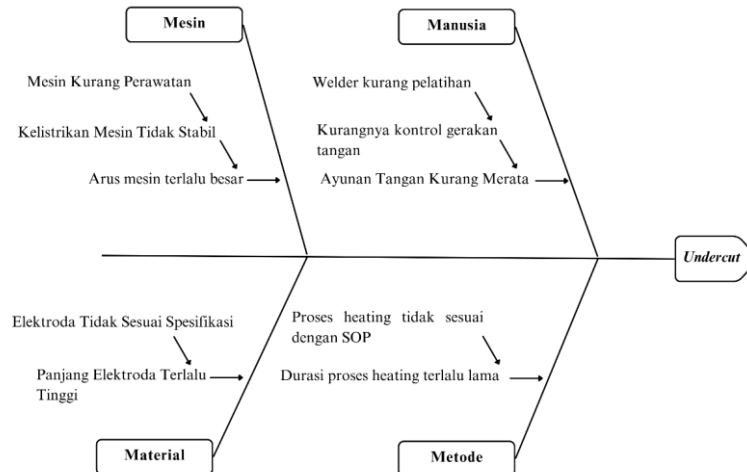 Mesin
Manusia
Mesin Kurang Perawatan
Kelistrikan Mesin Tidak Stabil
Arus mesin terlalu besar
Welder kurang pelatihan
Kurangnya kontrol gerakan
tangan
Ayunan Tangan Kurang Merata
Undercut
Elektroda Tidak Sesuai Spesifikasi
Panjang Elektroda Terlalu
Tinggi
Proses heating tidak sesuai
dengan SOP
Durasi proses heating terlalu lama
Material
Metode